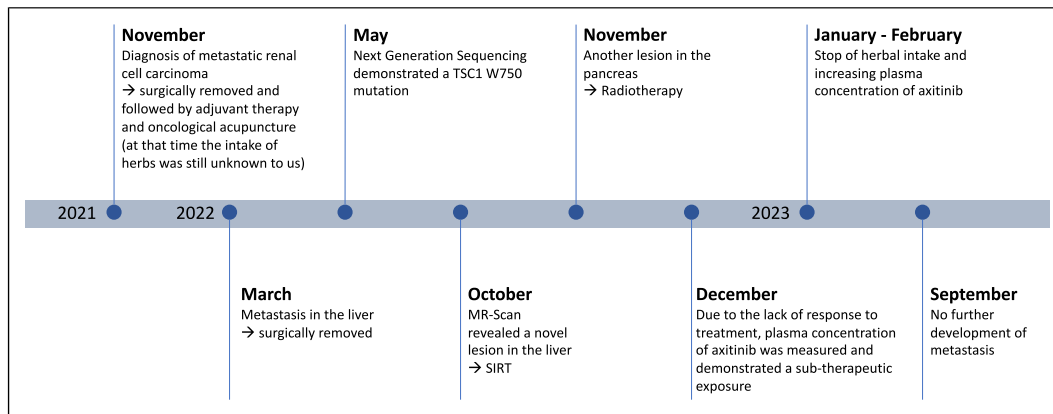 November
Diagnosis of metastatic renal
cell carcinoma
→ surgically removed and
followed by adjuvant therapy
and oncological acupuncture
(at that time the intake of
herbs was still unknown to us)
May
Next Generation Sequencing
demonstrated a TSC1 W750
mutation
November
Another lesion in the
pancreas
→ Radiotherapy
January - February
Stop of herbal intake and
increasing plasma
concentration of axitinib
2021
2022
2023
March
Metastasis in the liver
→ surgically removed
October
MR-Scan
revealed a novel
lesion in the liver
→ SIRT
December
Due to the lack of response to
treatment, plasma concentration
of axitinib was measured and
demonstrated a sub-therapeutic
exposure
September
No further
development of
metastasis